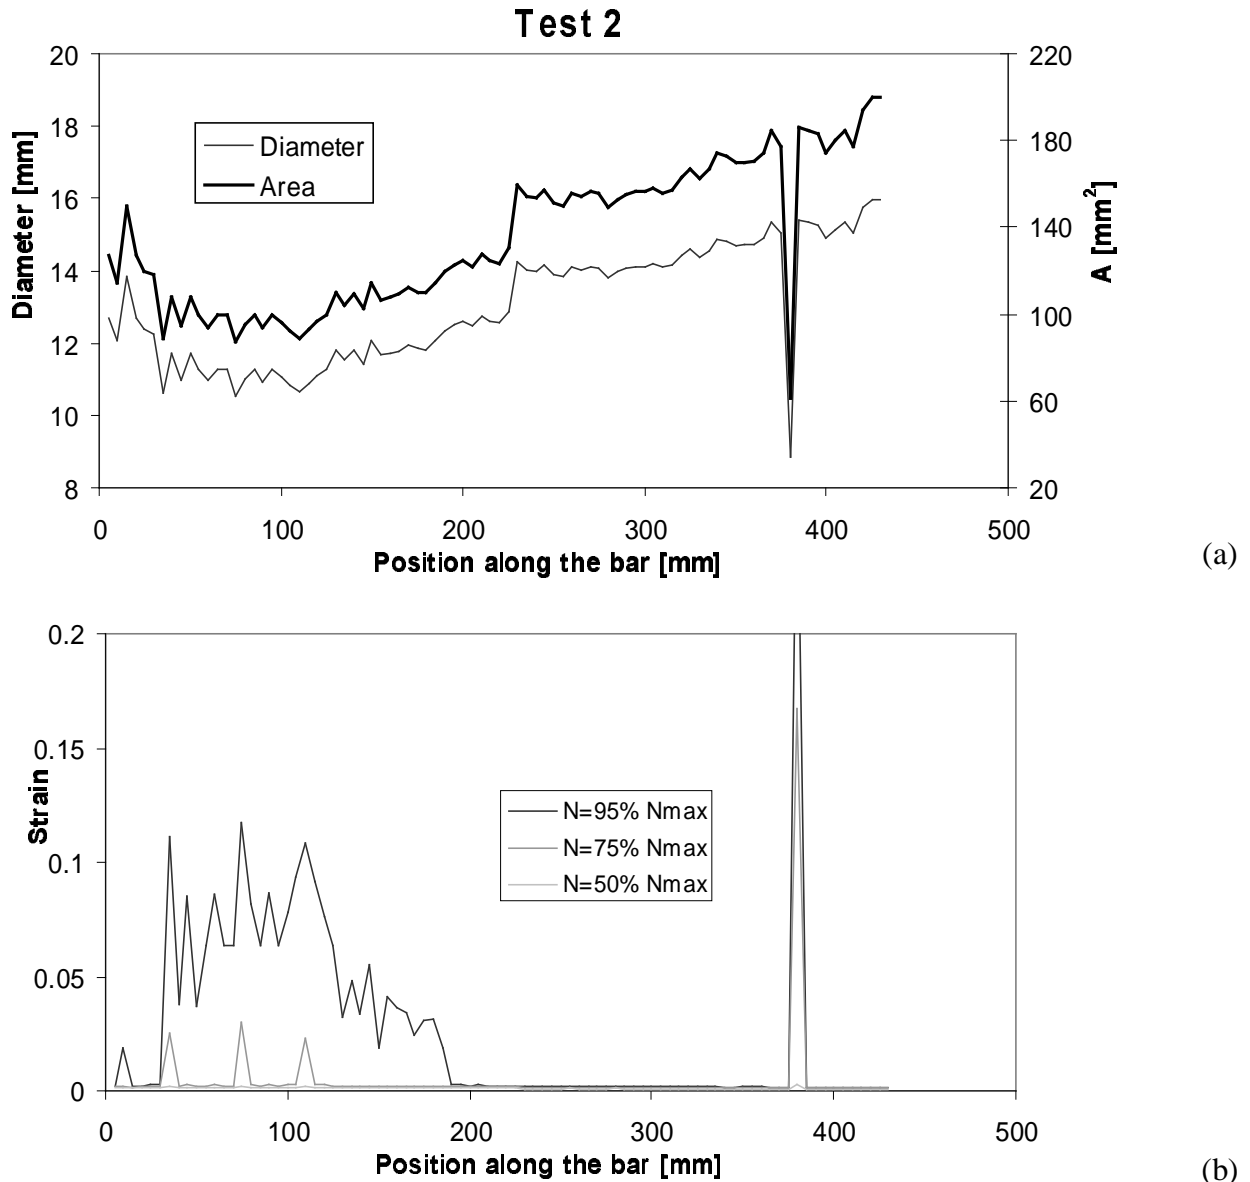 Test 2
20
18
16
14
12
10
8
Diameter [mm]
Diameter
Area
220
180
140
100
60
20
A [mm²]
0 100 200 300 400 500
Position along the bar [mm]
(a)
0.2
0.15
0.1
0.05
0
Strain
N=95% Nmax
N=75% Nmax
N=50% Nmax
0 100 200 300 400 500
Position along the bar [mm]
(b)